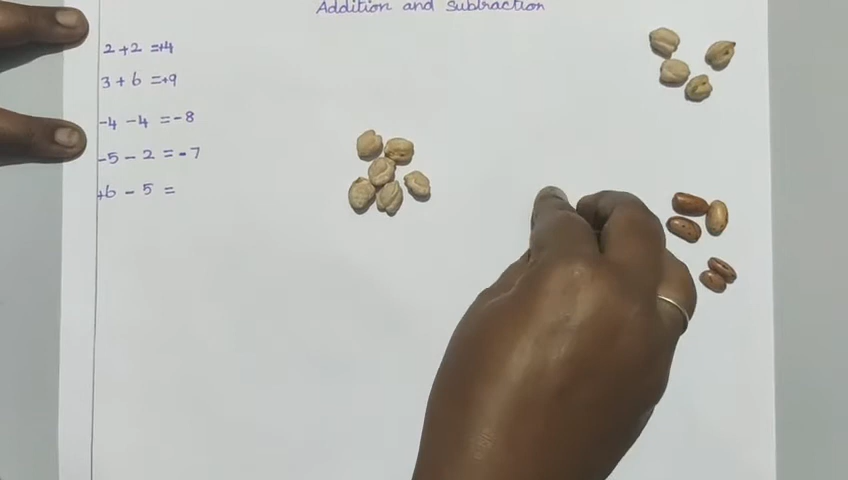 Addition and Subtraction
2 + 2 = +4
3 + 6 = +9
-4 - 4 = - 8
-5 - 2 = - 7
+6 - 5 =